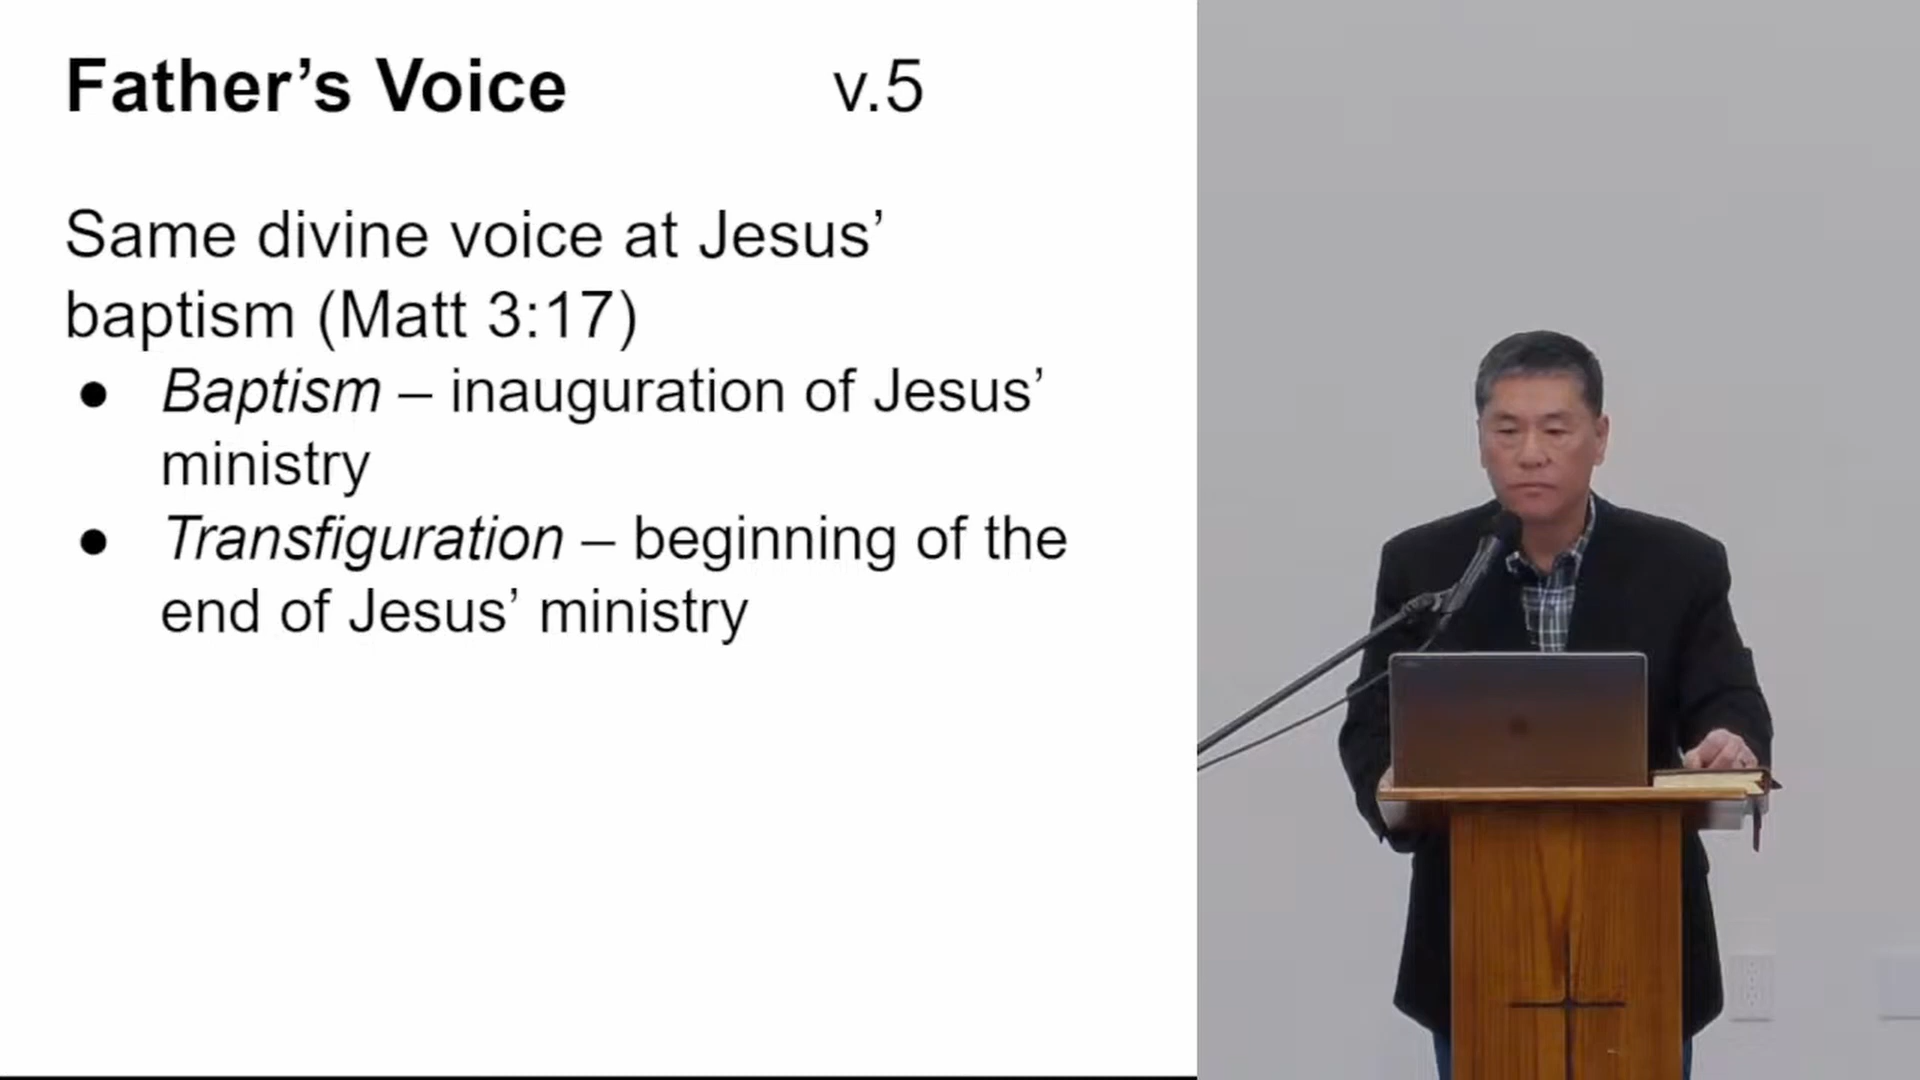 Father’s Voice v.5
Same divine voice at Jesus’
baptism (Matt 3:17)
● Baptism – inauguration of Jesus’
ministry
● Transfiguration – beginning of the
end of Jesus’ ministry